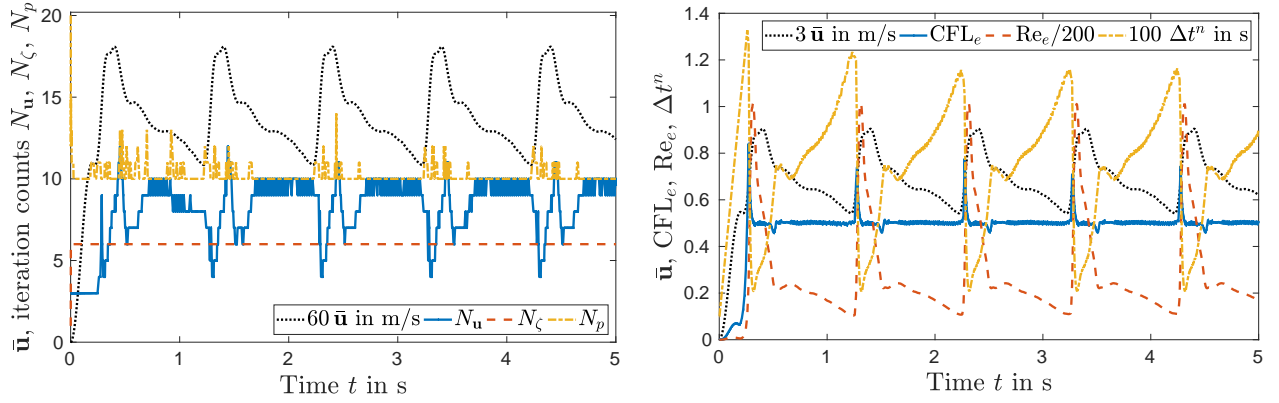 ū, iteration counts N_u, N_ζ, N_p
20
15
10
5
0
60 ū in m/s N_u N_ζ N_p
0 1 2 3 4 5
Time t in s
ū, CFL_e, Re_e, Δt^n
1.4
1.2
1
0.8
0.6
0.4
0.2
0
3 ū in m/s CFL_e Re_e/200 100 Δt^n in s
0 1 2 3 4 5
Time t in s